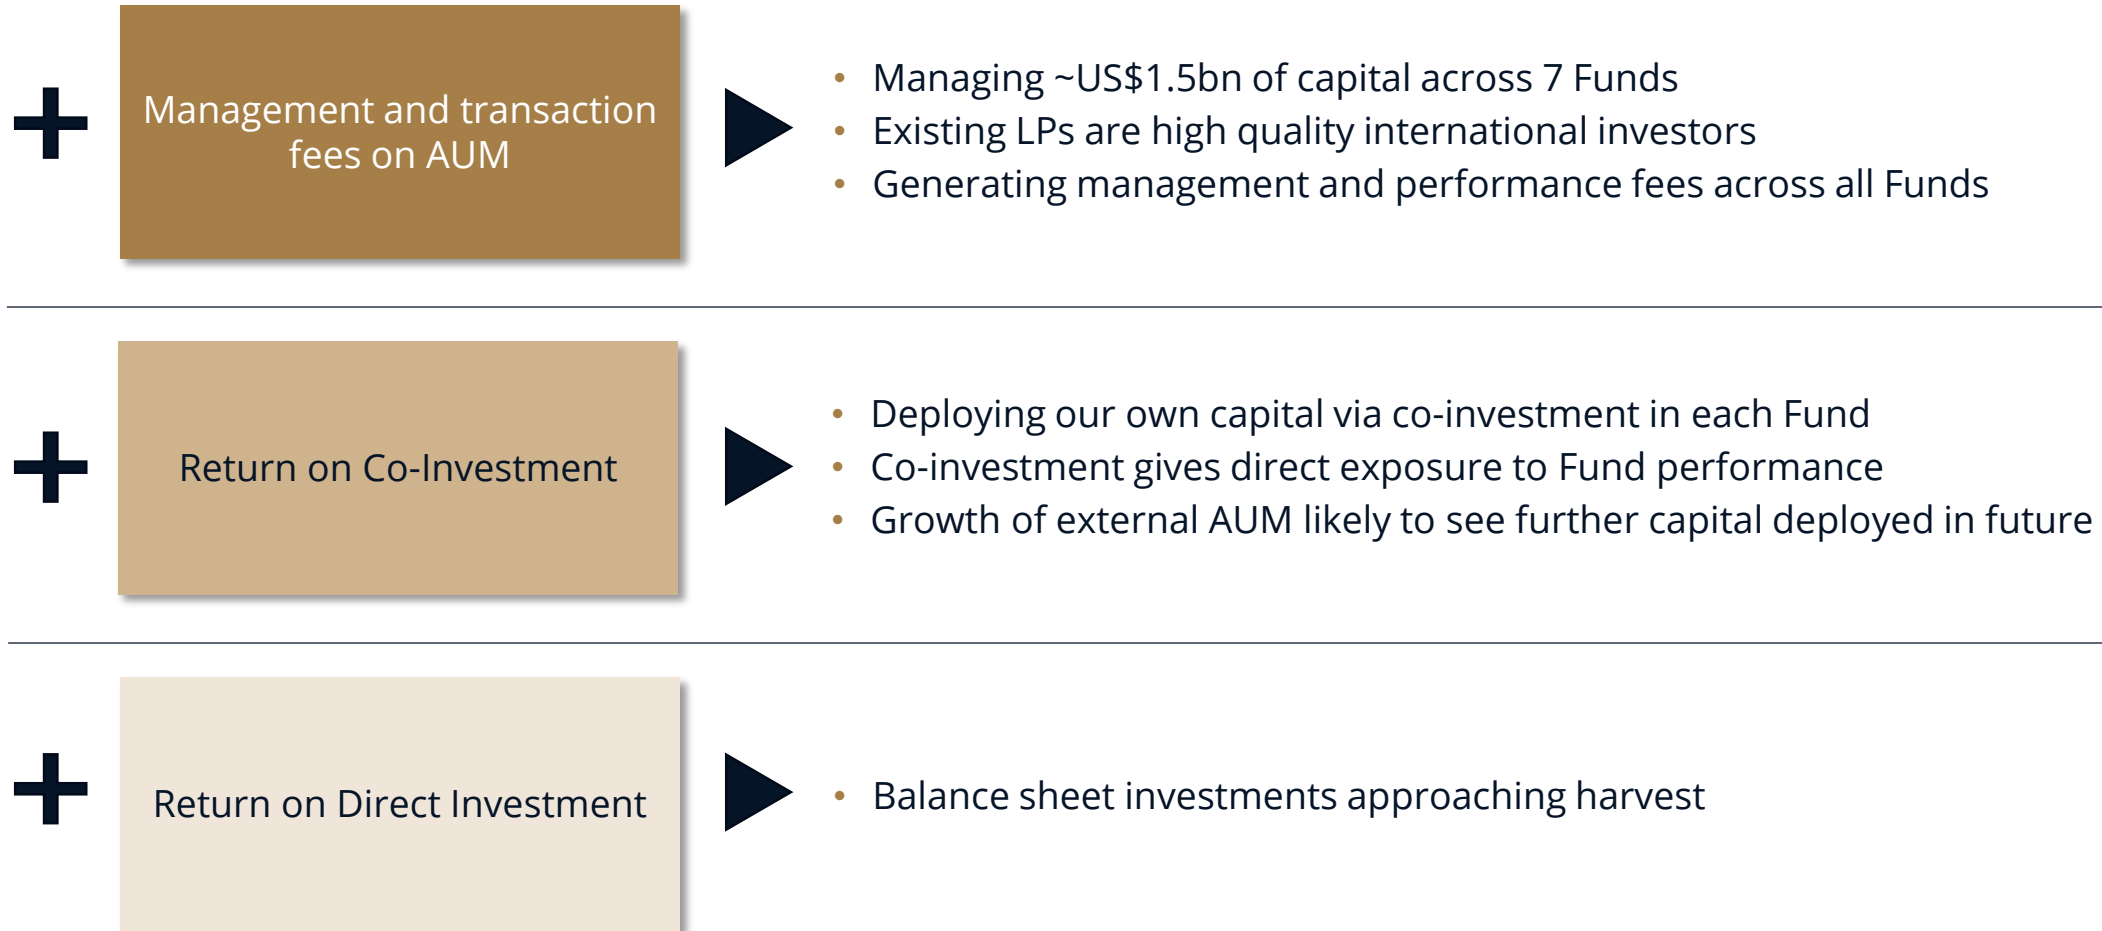 Management and transaction
fees on AUM
• Managing ~US$1.5bn of capital across 7 Funds
• Existing LPs are high quality international investors
• Generating management and performance fees across all Funds
Return on Co-Investment
• Deploying our own capital via co-investment in each Fund
• Co-investment gives direct exposure to Fund performance
• Growth of external AUM likely to see further capital deployed in future
Return on Direct Investment
• Balance sheet investments approaching harvest